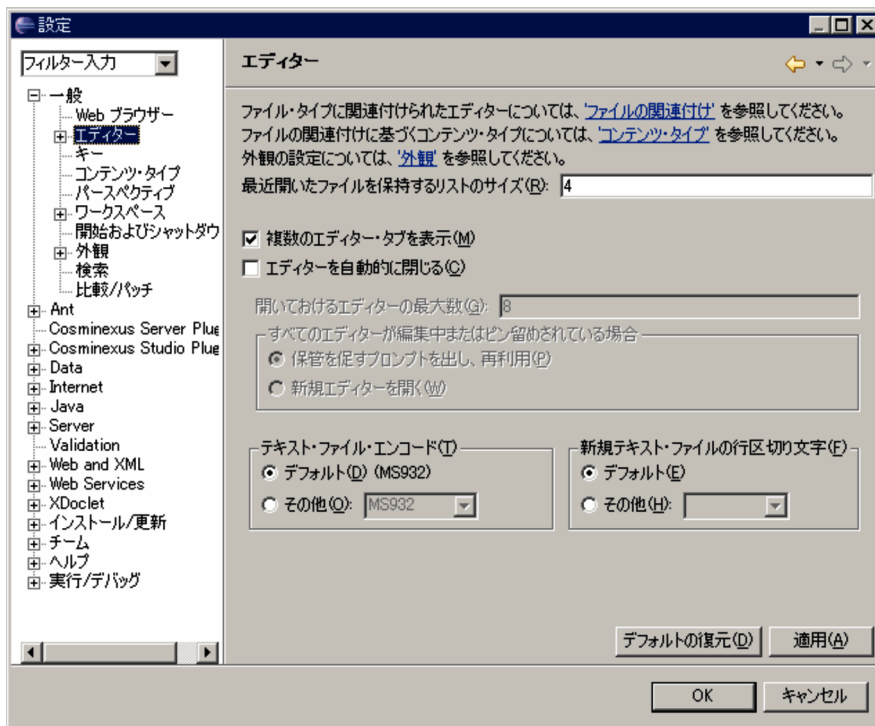 設定
フィルター入力
一般
Web ブラウザー
エディター
キー
コンテンツ・タイプ
パースペクティブ
ワークスペース
開始およびシャットダウ
外観
検索
比較/パッチ
Ant
Cosminexus Server Plug
Cosminexus Studio Plug
Data
Internet
Java
Server
Validation
Web and XML
Web Services
XDoclet
インストール/更新
チーム
ヘルプ
実行/デバッグ
エディター
ファイル・タイプに関連付けられたエディターについては、'ファイルの関連付け' を参照してください。
ファイルの関連付けに基づくコンテンツ・タイプについては、'コンテンツ・タイプ' を参照してください。
外観の設定については、'外観' を参照してください。
最近開いたファイルを保持するリストのサイズ(R): 4
複数のエディター・タブを表示(M)
エディターを自動的に閉じる(C)
開いておけるエディターの最大数(G): 8
すべてのエディターが編集中またはピン留めされている場合
保管を促すプロンプトを出し、再利用(P)
新規エディターを開く(W)
テキスト・ファイル・エンコード(T)
デフォルト(D) (MS932)
その他(O): MS932
新規テキスト・ファイルの行区切り文字(F)
デフォルト(E)
その他(H):
デフォルトの復元(D)
適用(A)
OK
キャンセル